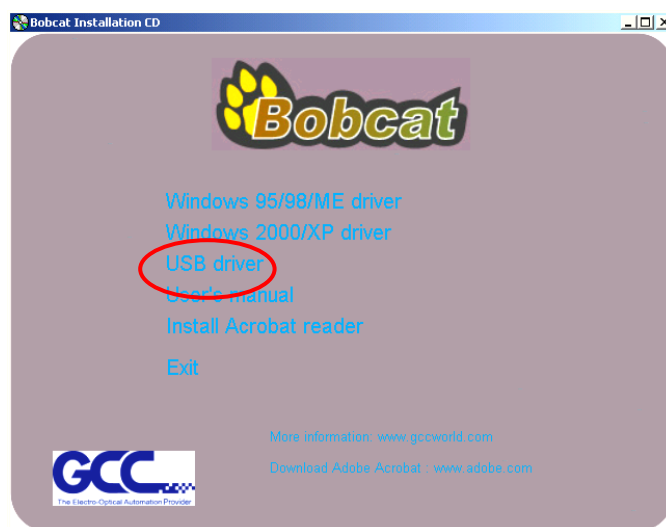 Bobcat Installation CD
Bobcat
Windows 95/98/ME driver
Windows 2000/XP driver
USB driver
User's manual
Install Acrobat reader
Exit
More information: www.gccworld.com
Download Adobe Acrobat : www.adobe.com
GCC
The Electro-Optical Automation Provider